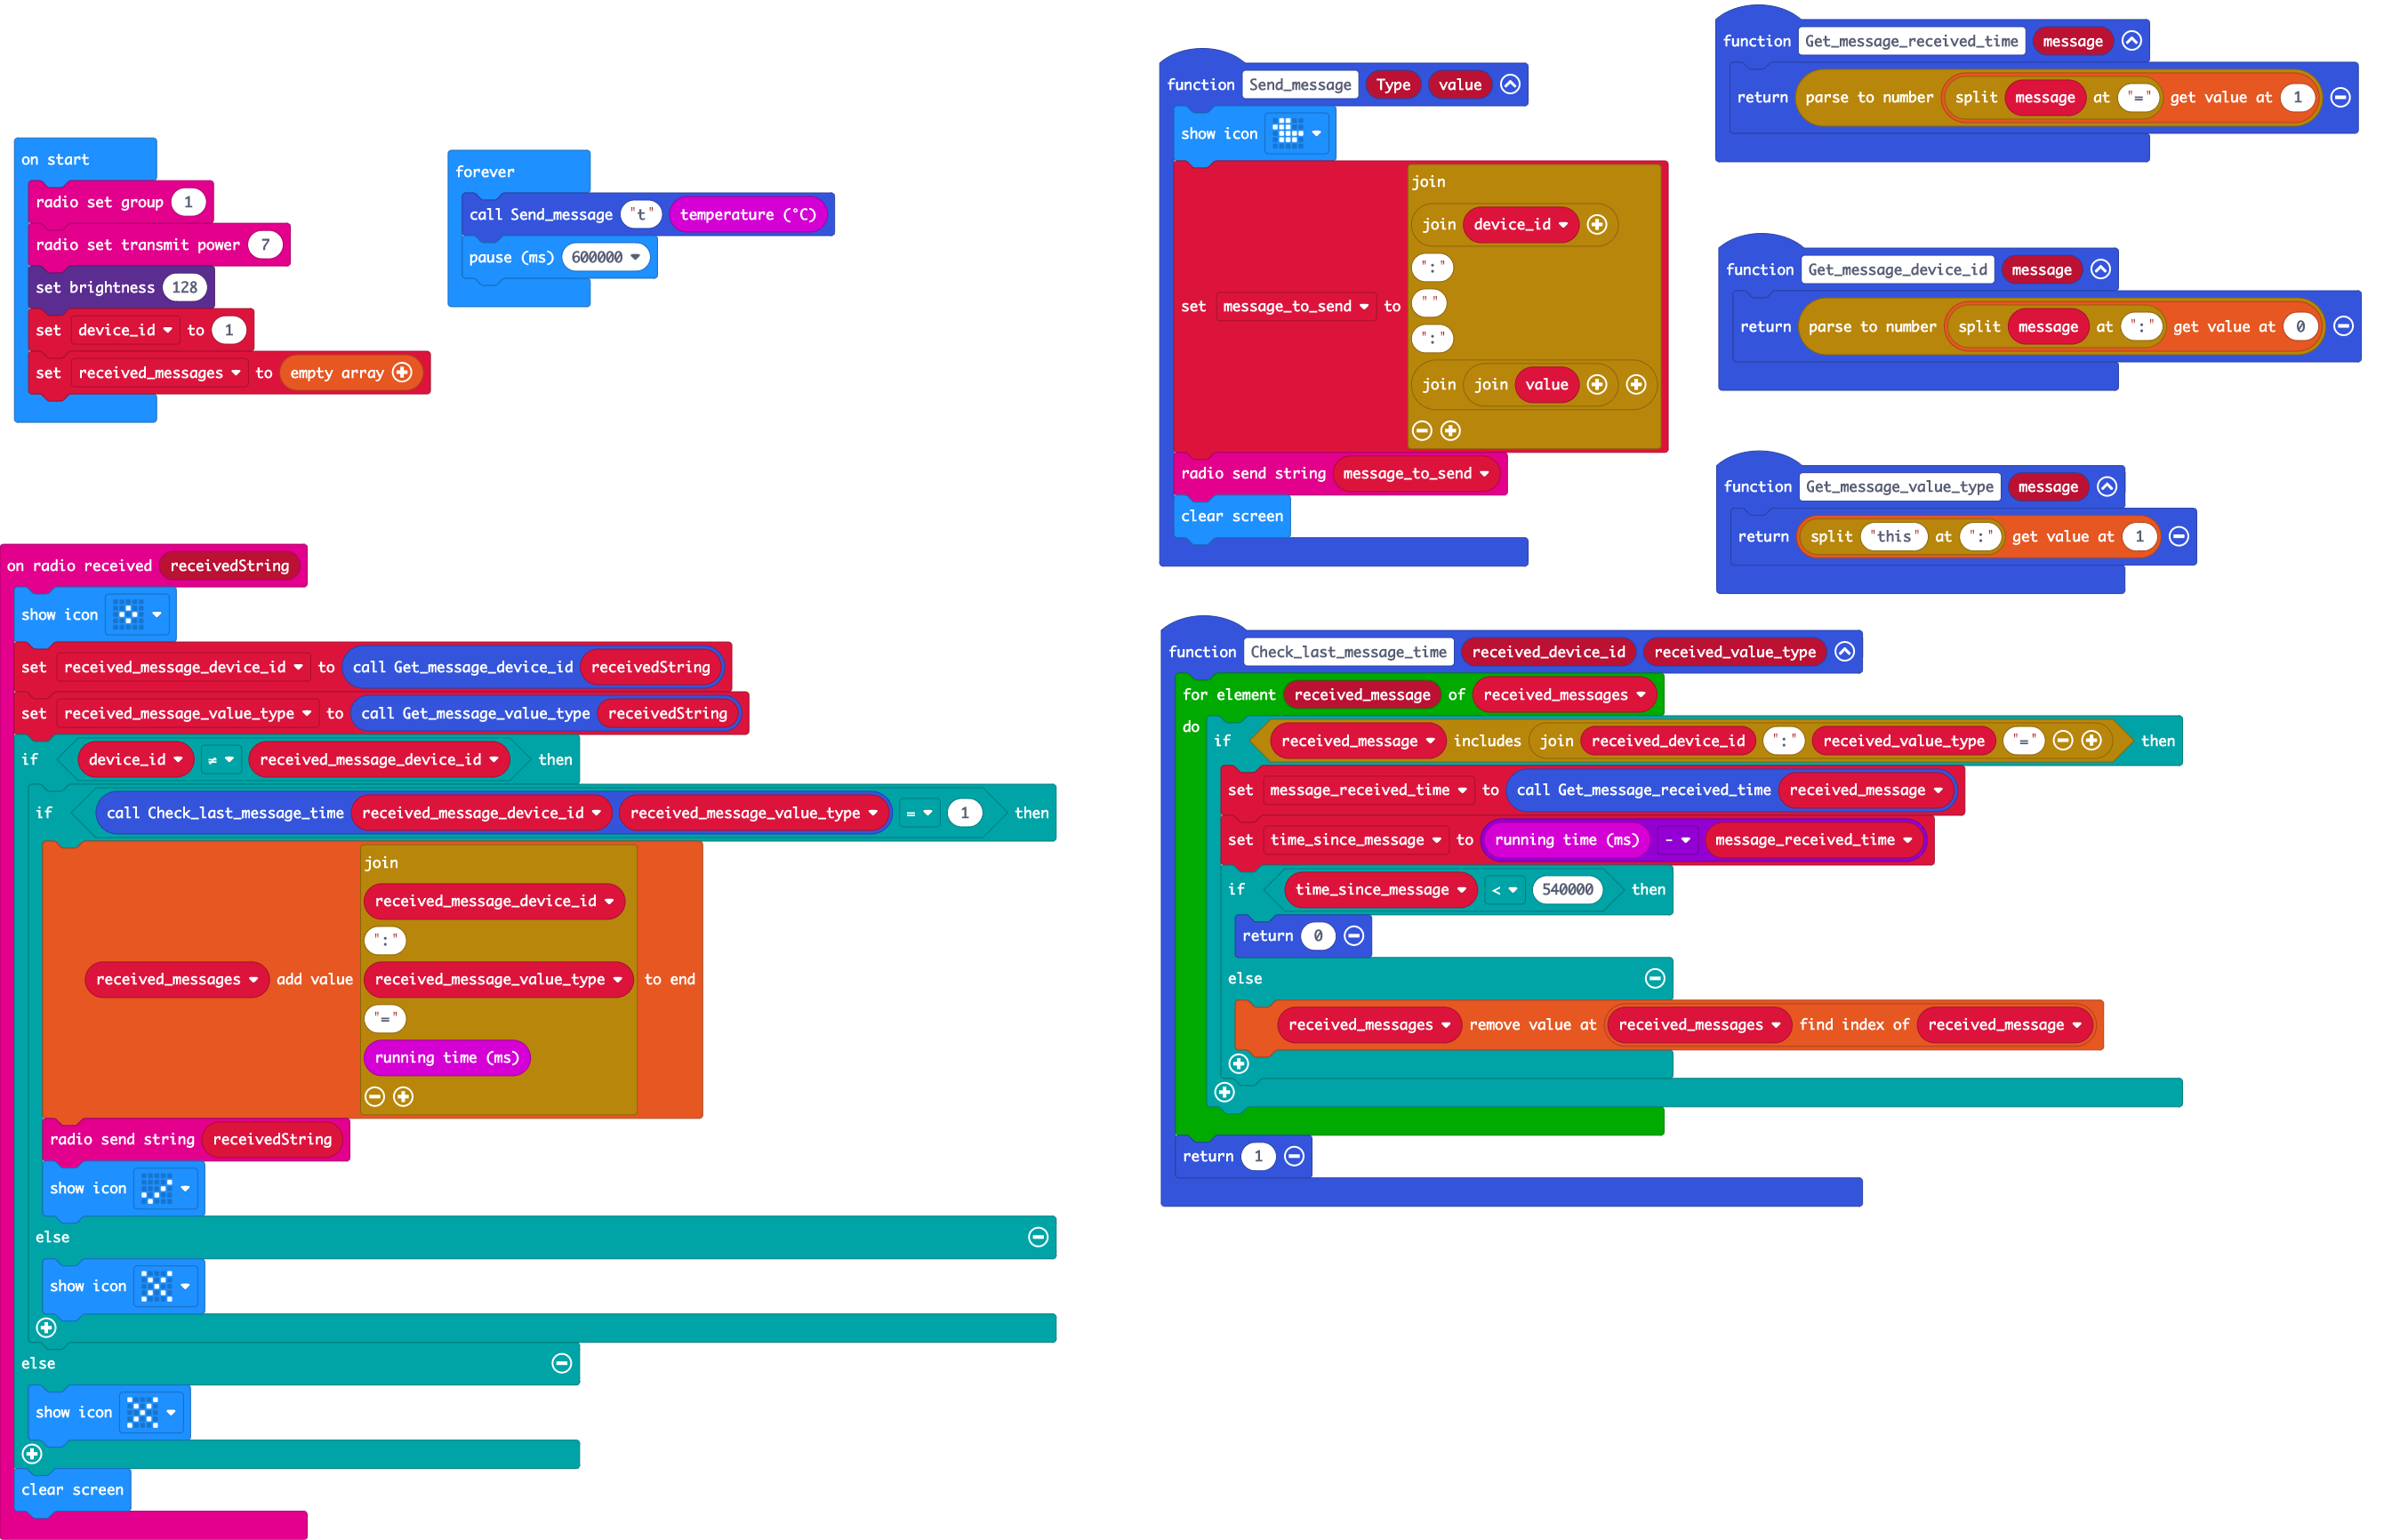 on start
radio set group 1
radio set transmit power 7
set brightness 128
set device_id to 1
set received_messages to empty array
forever
call Send_message "t" temperature (°C)
pause (ms) 600000
on radio received receivedString
show icon
set received_message_device_id to call Get_message_device_id receivedString
set received_message_value_type to call Get_message_value_type receivedString
if device_id ≠ received_message_device_id then
if call Check_last_message_time received_message_device_id received_message_value_type = 1 then
join
received_message_device_id
":"
received_messages add value received_message_value_type to end
"="
running time (ms)
radio send string receivedString
show icon
else
show icon
else
show icon
clear screen
function Send_message Type value
show icon
join
join device_id
":"
" "
set message_to_send to
":"
join join value
radio send string message_to_send
clear screen
function Get_message_received_time message
return parse to number split message at "=" get value at 1
function Get_message_device_id message
return parse to number split message at ":" get value at 0
function Get_message_value_type message
return split "this" at ":" get value at 1
function Check_last_message_time received_device_id received_value_type
for element received_message of received_messages
do if received_message includes join received_device_id ":" received_value_type "=" then
set message_received_time to call Get_message_received_time received_message
set time_since_message to running time (ms) - message_received_time
if time_since_message < 540000 then
return 0
else
received_messages remove value at received_messages find index of received_message
return 1